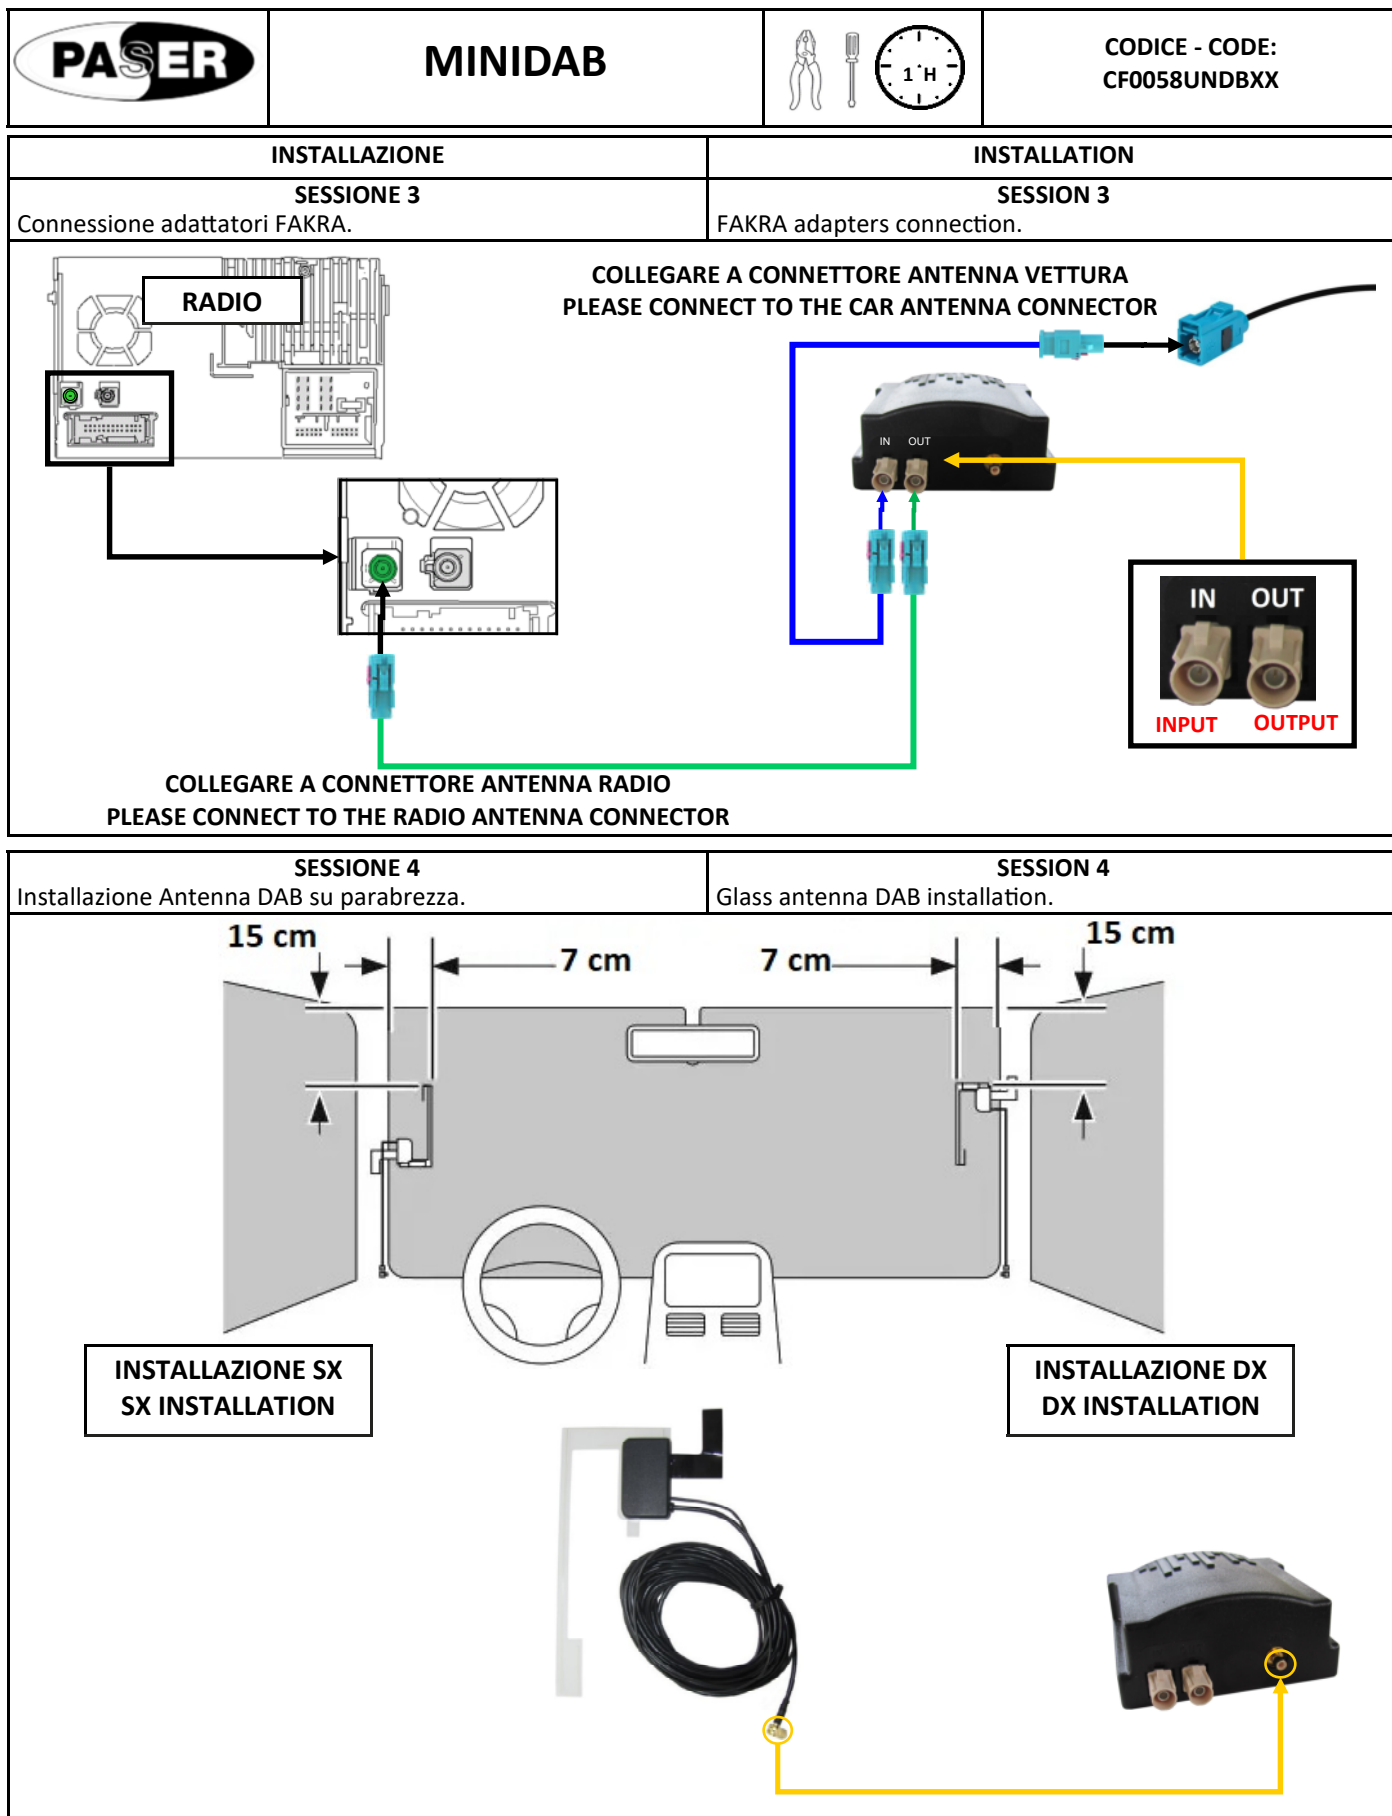 PASER
MINIDAB
1 H
CODICE - CODE:
CF0058UNDBXX
INSTALLAZIONE
INSTALLATION
SESSIONE 3
Connessione adattatori FAKRA.
SESSION 3
FAKRA adapters connection.
RADIO
COLLEGARE A CONNETTORE ANTENNA VETTURA
PLEASE CONNECT TO THE CAR ANTENNA CONNECTOR
IN OUT
IN OUT
INPUT OUTPUT
COLLEGARE A CONNETTORE ANTENNA RADIO
PLEASE CONNECT TO THE RADIO ANTENNA CONNECTOR
SESSIONE 4
Installazione Antenna DAB su parabrezza.
SESSION 4
Glass antenna DAB installation.
15 cm
7 cm
7 cm
15 cm
INSTALLAZIONE SX
SX INSTALLATION
INSTALLAZIONE DX
DX INSTALLATION